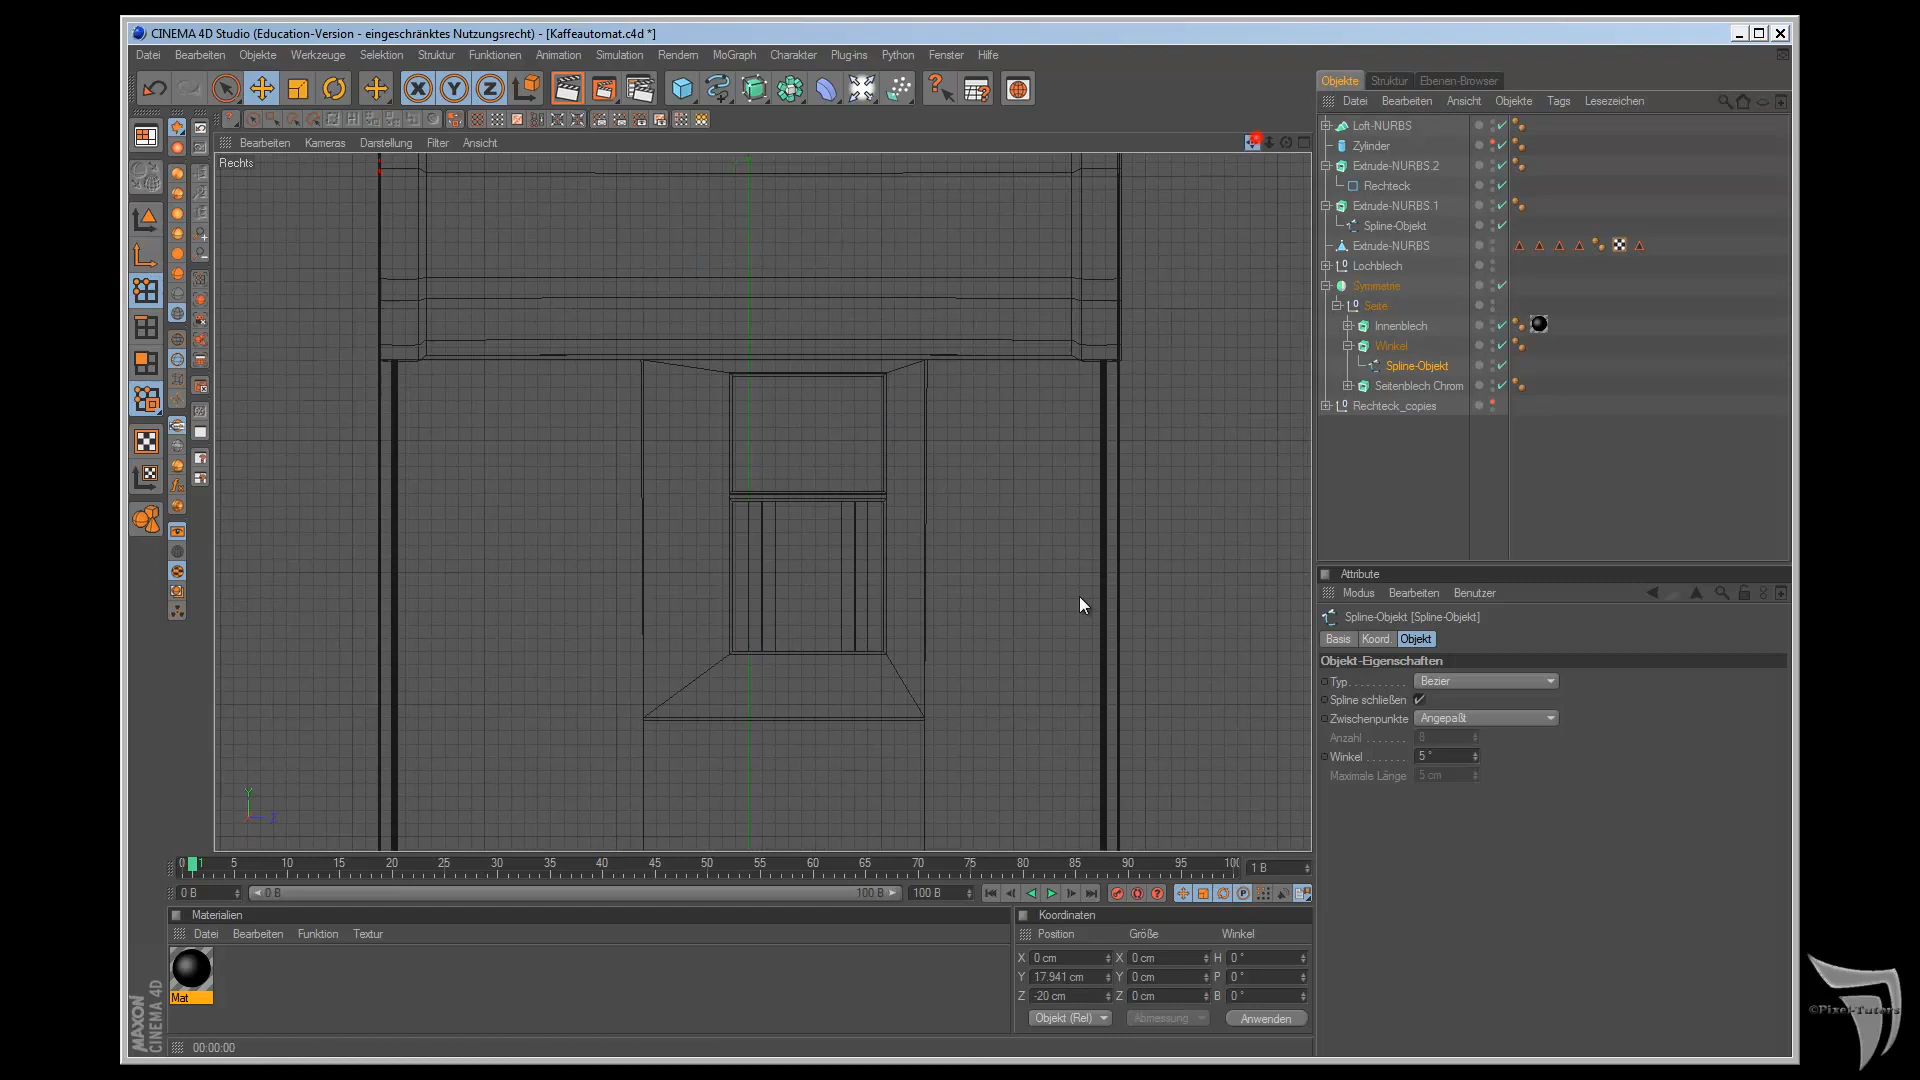 CINEMA 4D Studio (Education-Version - eingeschränktes Nutzungsrecht) - [Kaffeautomat.c4d *]
Datei Bearbeiten Objekte Werkzeuge Selektion Struktur Funktionen Animation Simulation Rendern MoGraph Charakter Plug-ins Python Fenster Hilfe
Bearbeiten Kameras Darstellung Filter Ansicht
Rechts
Y
Z
Objekte Struktur Ebenen-Browser
Datei Bearbeiten Ansicht Objekte Tags Lesezeichen
Loft-NURBS
Zylinder
Extrude-NURBS.2
Rechteck
Extrude-NURBS.1
Spline-Objekt
Extrude-NURBS
Lochblech
Symmetrie
Seite
Innenblech
Winkel
Spline-Objekt
Seitenblech Chrom
Rechteck_copies
Attribute
Modus Bearbeiten Benutzer
Spline-Objekt [Spline-Objekt]
Basis Koord. Objekt
Objekt-Eigenschaften
Typ. . . . . . . . . . Bezier
Spline schließen
Zwischenpunkte Angepaßt
Anzahl . . . . . . . 8
Winkel . . . . . . . 5 °
Maximale Länge 5 cm
0 1 5 10 15 20 25 30 35 40 45 50 55 60 65 70 75 80 85 90 95 100
1 B
0 B 0 B 100 B 100 B
Materialien
Datei Bearbeiten Funktion Textur
Mat
Koordinaten
Position Größe Winkel
X 0 cm X 0 cm H 0 °
Y 17.941 cm Y 0 cm P 0 °
Z -20 cm Z 0 cm B 0 °
Objekt (Rel) Abmessung Anwenden
00:00:00
MAXON
CINEMA 4D
©Pixel-Tutors